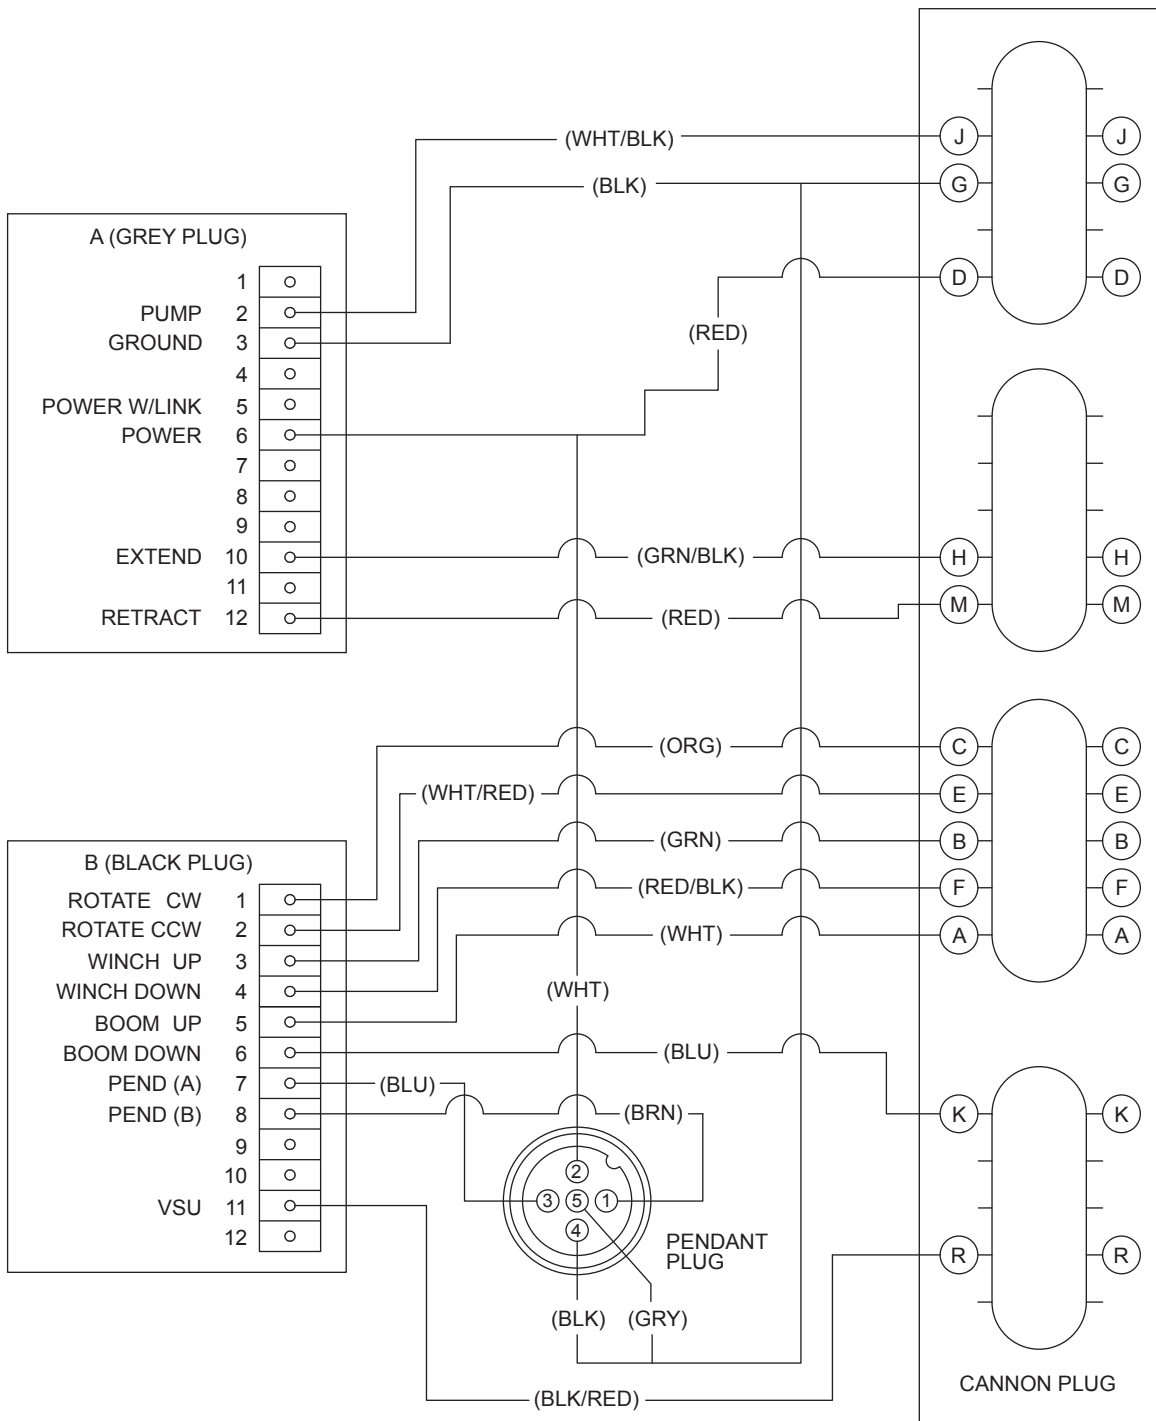 (WHT/BLK)
J
J
(BLK)
G
G
A (GREY PLUG)
1
D
D
PUMP 2
(RED)
GROUND 3
4
POWER W/LINK 5
POWER 6
7
8
9
EXTEND 10
(GRN/BLK)
H
H
11
RETRACT 12
(RED)
M
M
(ORG)
C
C
(WHT/RED)
E
E
(GRN)
B
B
B (BLACK PLUG)
(RED/BLK)
F
F
ROTATE CW 1
ROTATE CCW 2
(WHT)
A
A
WINCH UP 3
WINCH DOWN 4
(WHT)
BOOM UP 5
BOOM DOWN 6
(BLU)
PEND (A) 7
(BLU)
PEND (B) 8
(BRN)
K
K
9
10
2
VSU 11
3
5
1
12
4
PENDANT
PLUG
R
R
(BLK)
(GRY)
(BLK/RED)
CANNON PLUG